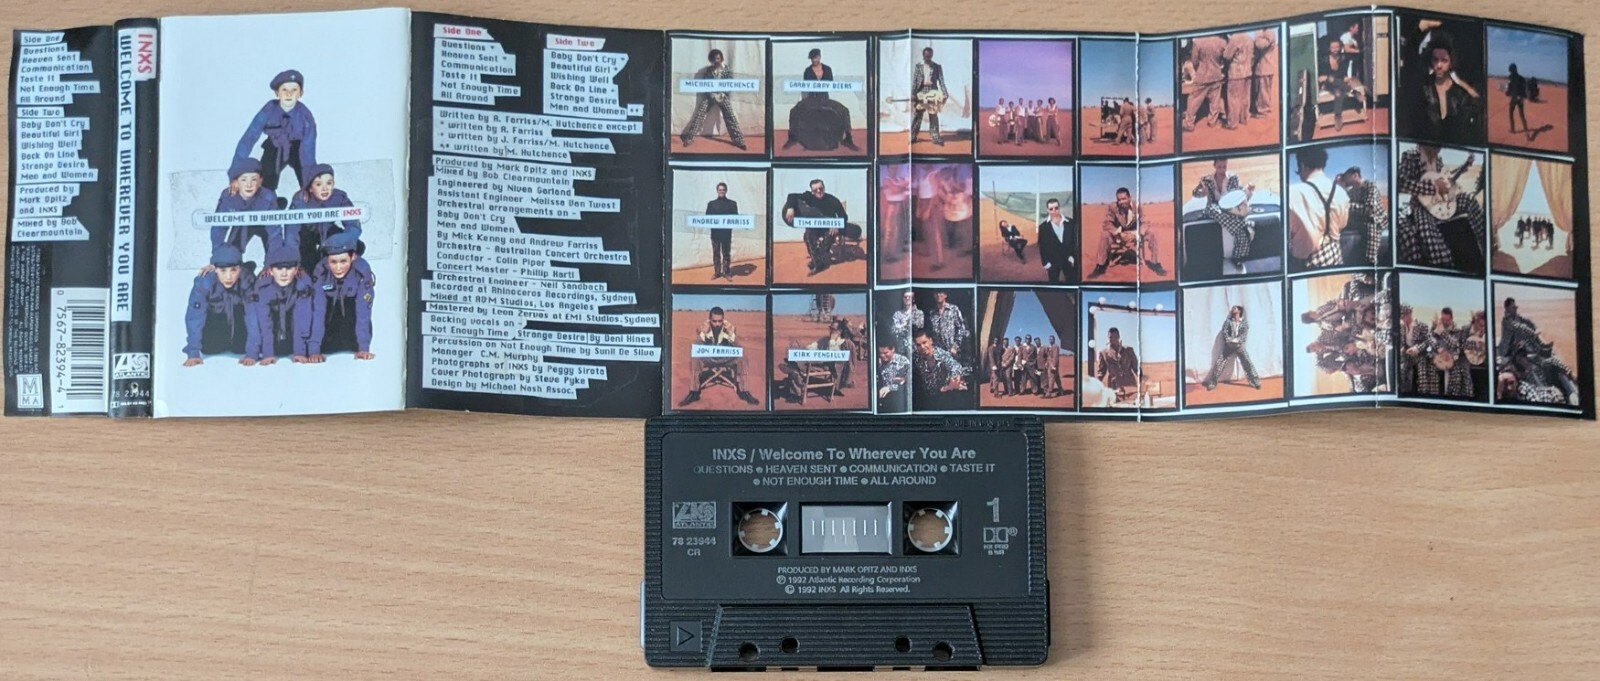 Side One
Questions
Heaven Sent
Communication
Taste It
Not Enough Time
All Around
Side Two
Baby Don't Cry
Beautiful Girl
Wishing Well
Back On Line
Strange Desire
Men and Women
Produced by
Mark Opitz
and INXS
Mixed by Bob
Clearmountain
7567-82394-4
MMA
INXS
WELCOME TO WHEREVER YOU ARE
ATLANTIC
78 23944
WELCOME TO WHEREVER YOU ARE INXS
Side One
Questions *
Heaven Sent *
Communication
Taste It
Not Enough Time
All Around
Side Two
Baby Don't Cry *
Beautiful Girl *
Wishing Well
Back On Line +
Strange Desire
Men and Women **
Written by A. Farriss/M. Hutchence except
* written by A. Farriss
+ written by J. Farriss/M. Hutchence
** written by M. Hutchence
Produced by Mark Opitz and INXS
Mixed by Bob Clearmountain
Engineered by Niven Garland
Assistant Engineer Melissa Van Twest
Orchestral arrangements on -
Baby Don't Cry
Men and Women
By Mick Kenny and Andrew Farriss
Orchestra - Australian Concert Orchestra
Conductor - Colin Piper
Concert Master - Phillip Hartl
Orchestral Engineer - Neil Sandbach
Recorded at Rhinoceros Recordings, Sydney
Mixed at A&M Studios, Los Angeles
Mastered by Leon Zervos at EMI Studios. Sydney
Backing vocals on -
Not Enough Time, Strange Desire By Deni Hines
Percussion on Not Enough Time by Sunil De Silva
Manager C.M. Murphy
Photographs of INXS by Peggy Sirota
Cover Photograph by Steve Pyke
Design by Michael Nash Assoc.
MICHAEL HUTCHENCE
GARRY GARY BEERS
ANDREW FARRISS
TIM FARRISS
JON FARRISS
KIRK PENGILLY
INXS / Welcome To Wherever You Are
QUESTIONS ● HEAVEN SENT ● COMMUNICATION ● TASTE IT
● NOT ENOUGH TIME ● ALL AROUND
ATLANTIC
78 23944
CR
1
HX PRO
B NR
PRODUCED BY MARK OPITZ AND INXS
℗ 1992 Atlantic Recording Corporation
© 1992 INXS All Rights Reserved.